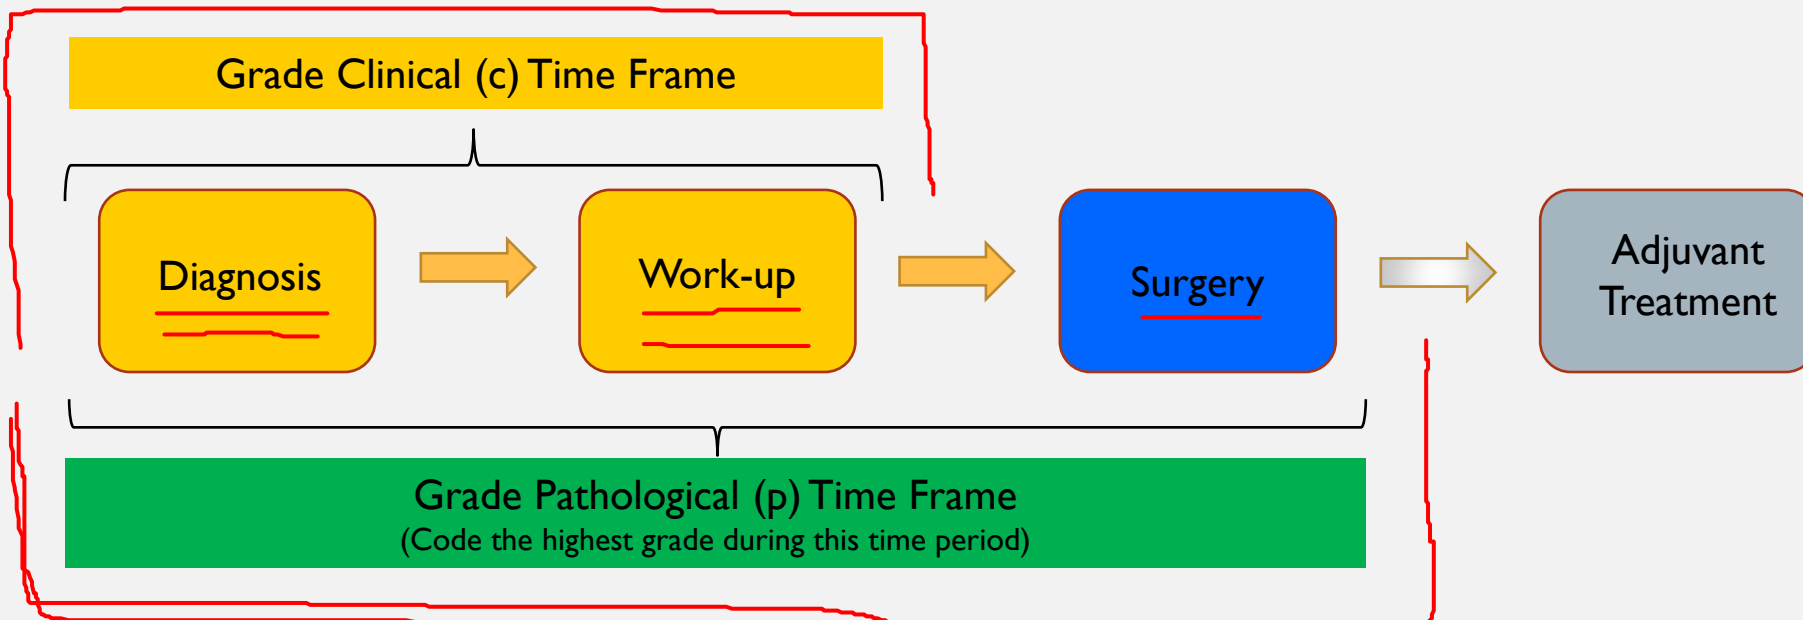 Grade Clinical (c) Time Frame
Diagnosis
Work-up
Surgery
Adjuvant
Treatment
Grade Pathological (p) Time Frame
(Code the highest grade during this time period)